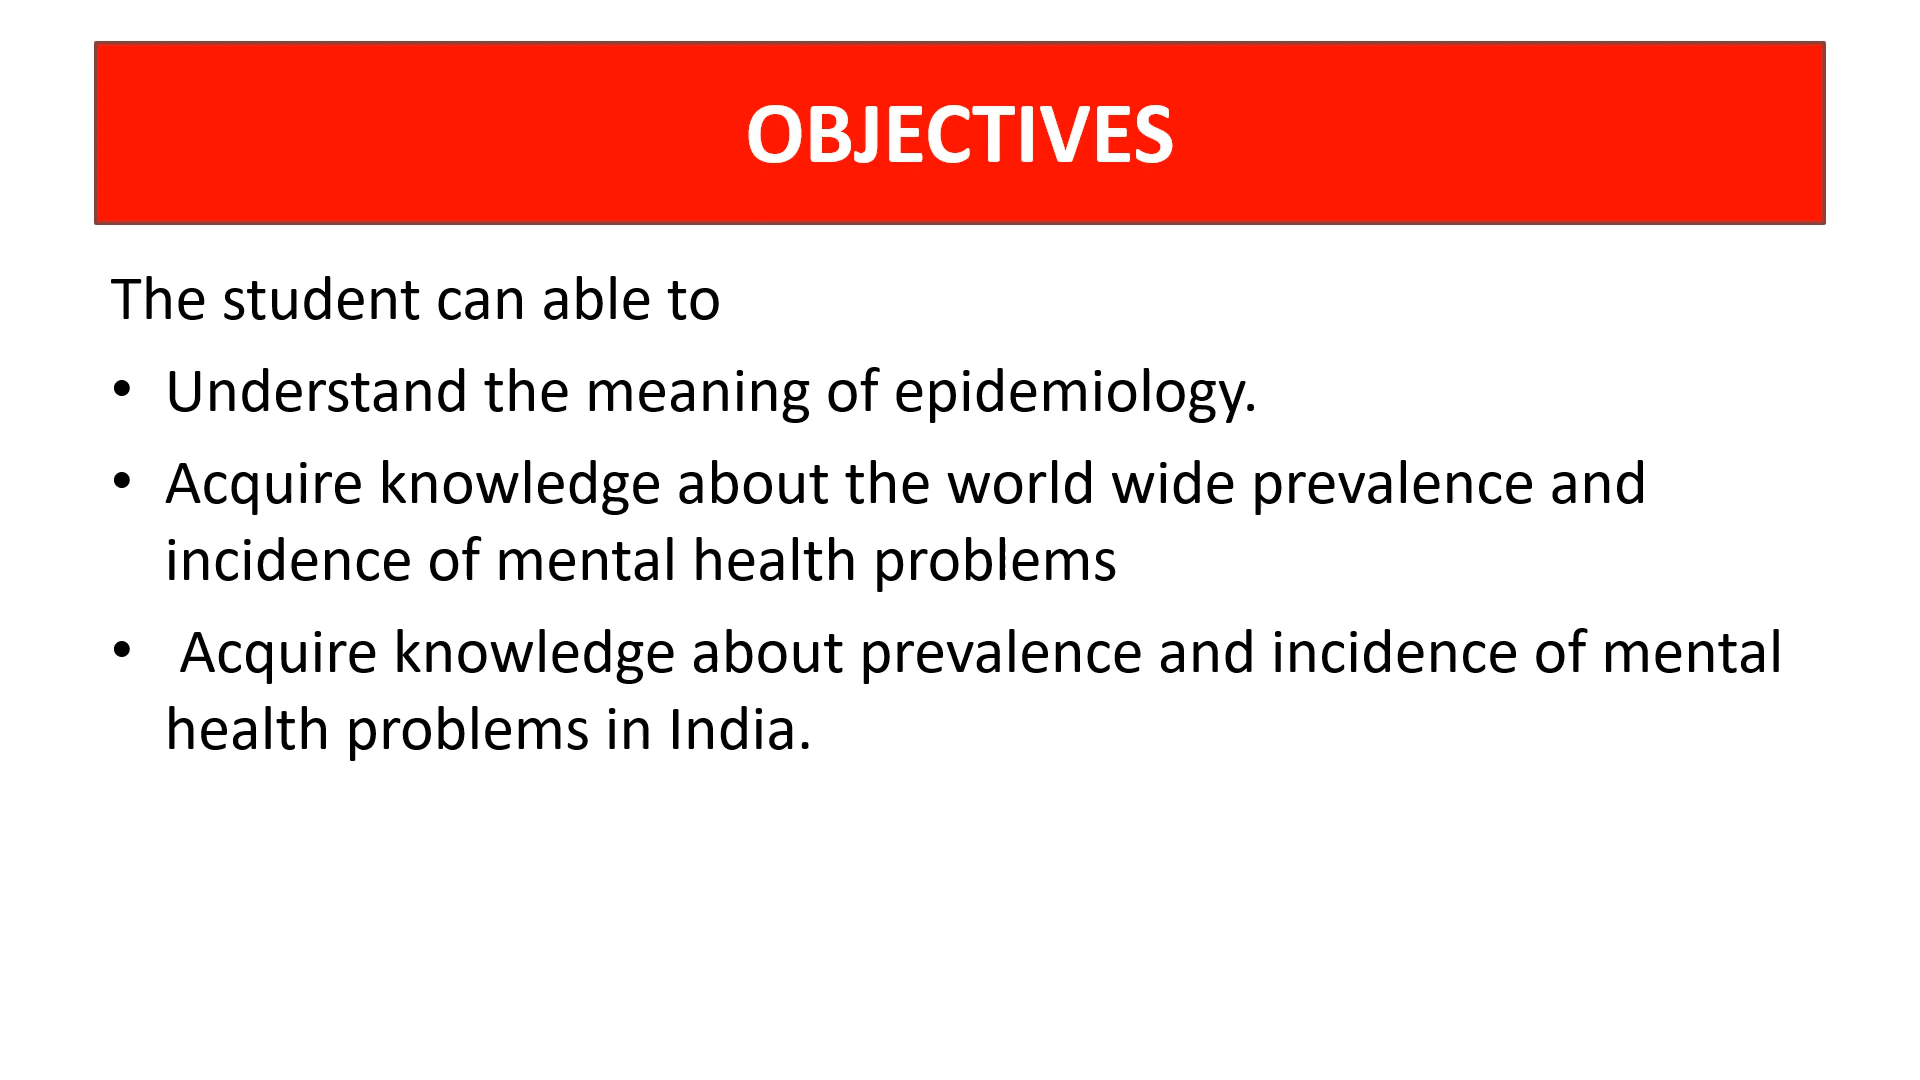 OBJECTIVES
The student can able to
• Understand the meaning of epidemiology.
• Acquire knowledge about the world wide prevalence and
incidence of mental health problems
• Acquire knowledge about prevalence and incidence of mental
health problems in India.